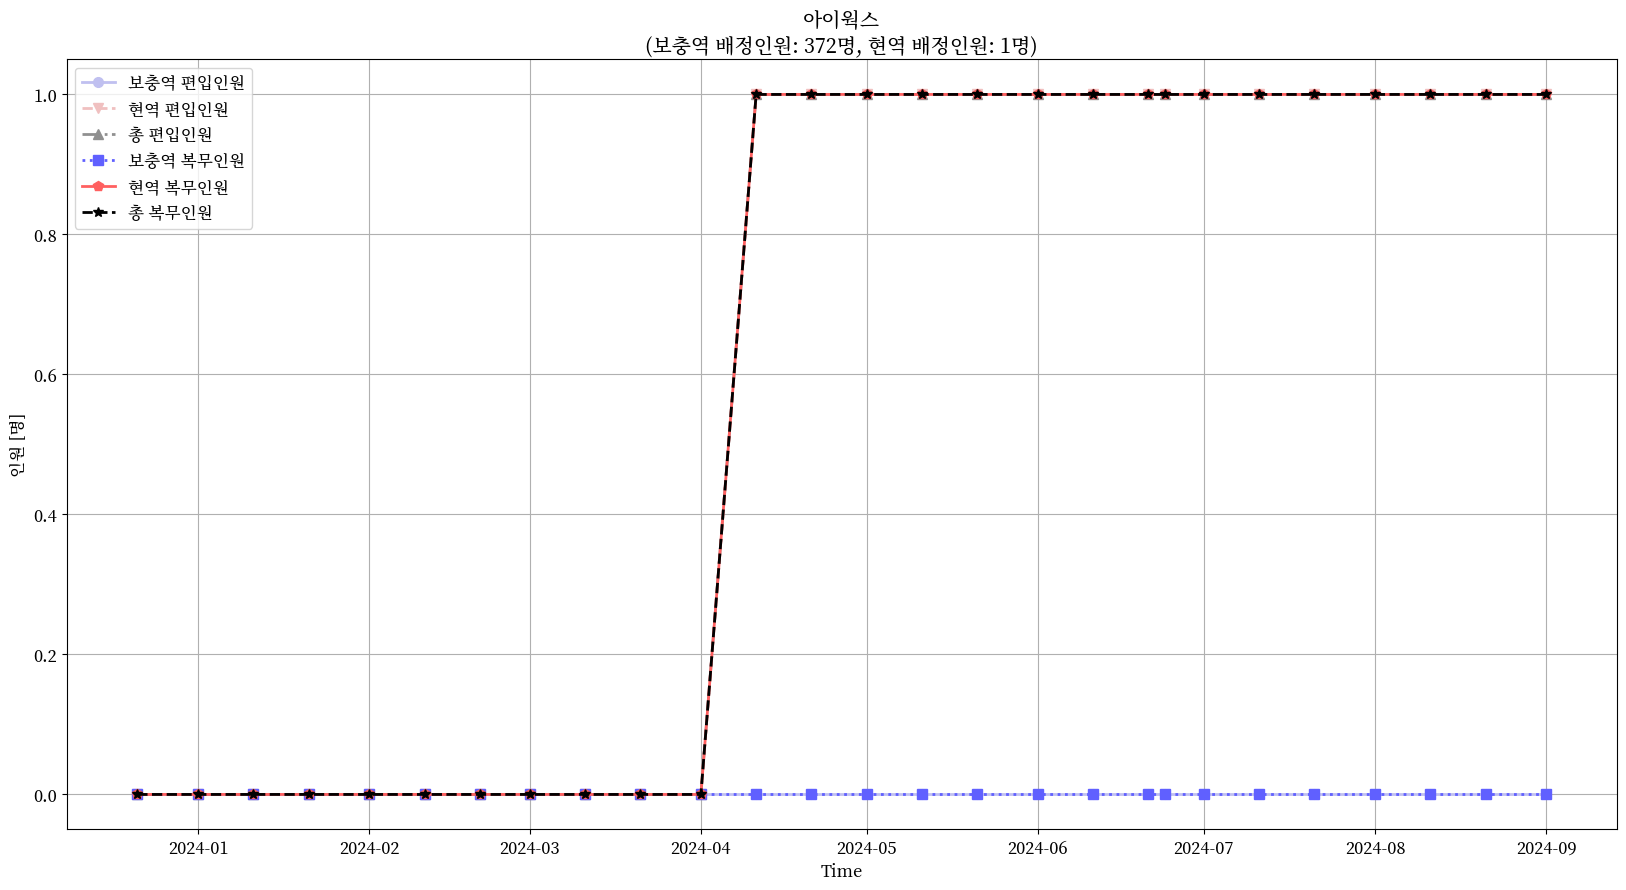 아이웍스
(보충역 배정인원: 372명, 현역 배정인원: 1명)
보충역 편입인원
현역 편입인원
총 편입인원
보충역 복무인원
현역 복무인원
총 복무인원
인원 [명]
1.0
0.8
0.6
0.4
0.2
0.0
2024-01
2024-02
2024-03
2024-04
2024-05
2024-06
2024-07
2024-08
2024-09
Time